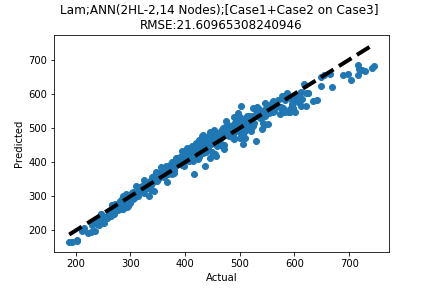 Lam;ANN(2HL-2,14 Nodes);[Case1+Case2 on Case3]
RMSE:21.60965308240946
700
600
500
400
300
200
Predicted
200 300 400 500 600 700
Actual